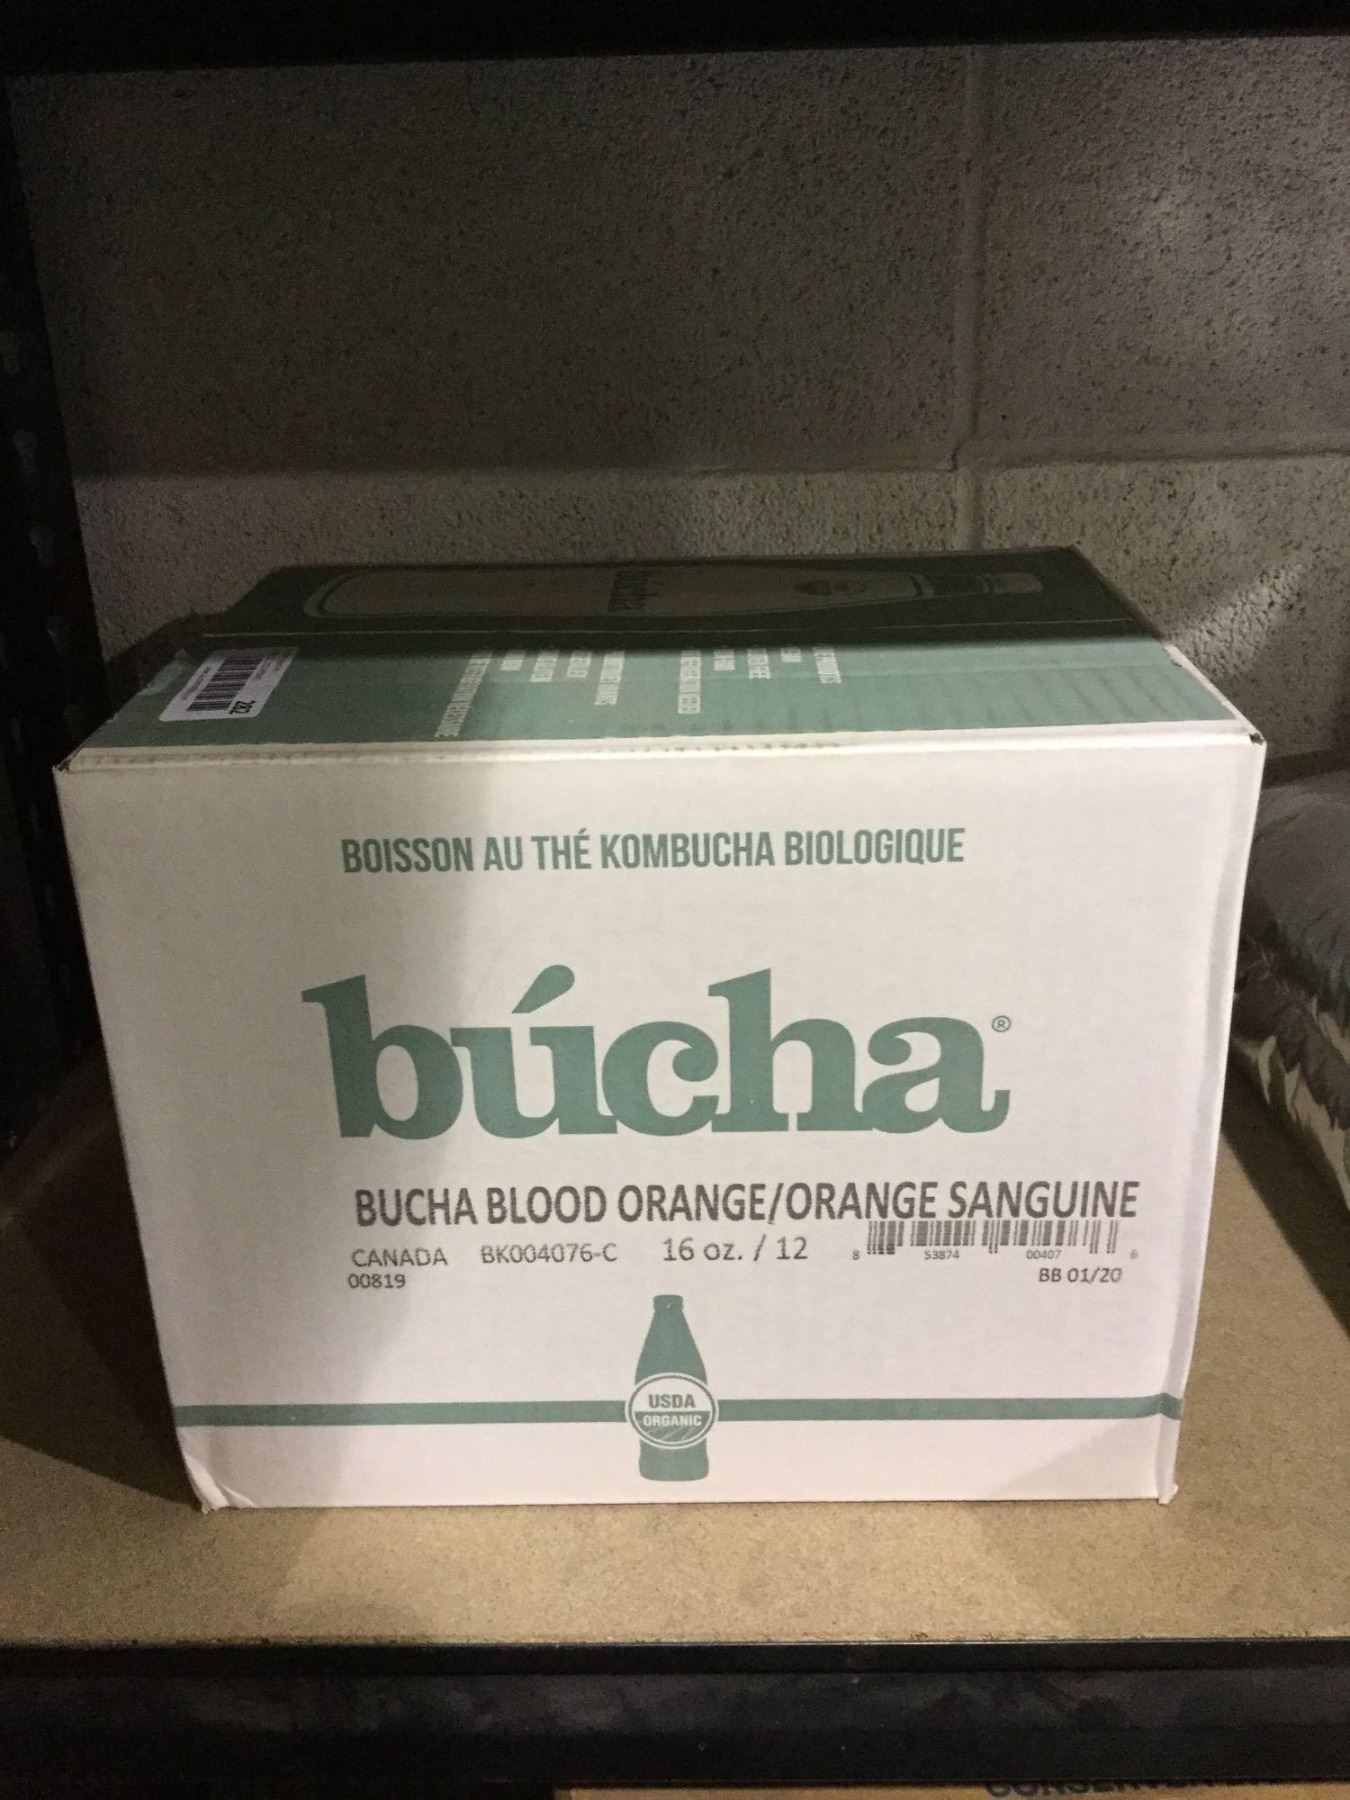 282
BOISSON AU THÉ KOMBUCHA BIOLOGIQUE
búcha®
BUCHA BLOOD ORANGE/ORANGE SANGUINE
CANADA BK004076-C 16 oz. / 12
8 53874 00407 6
00819
BB 01/20
USDA
ORGANIC